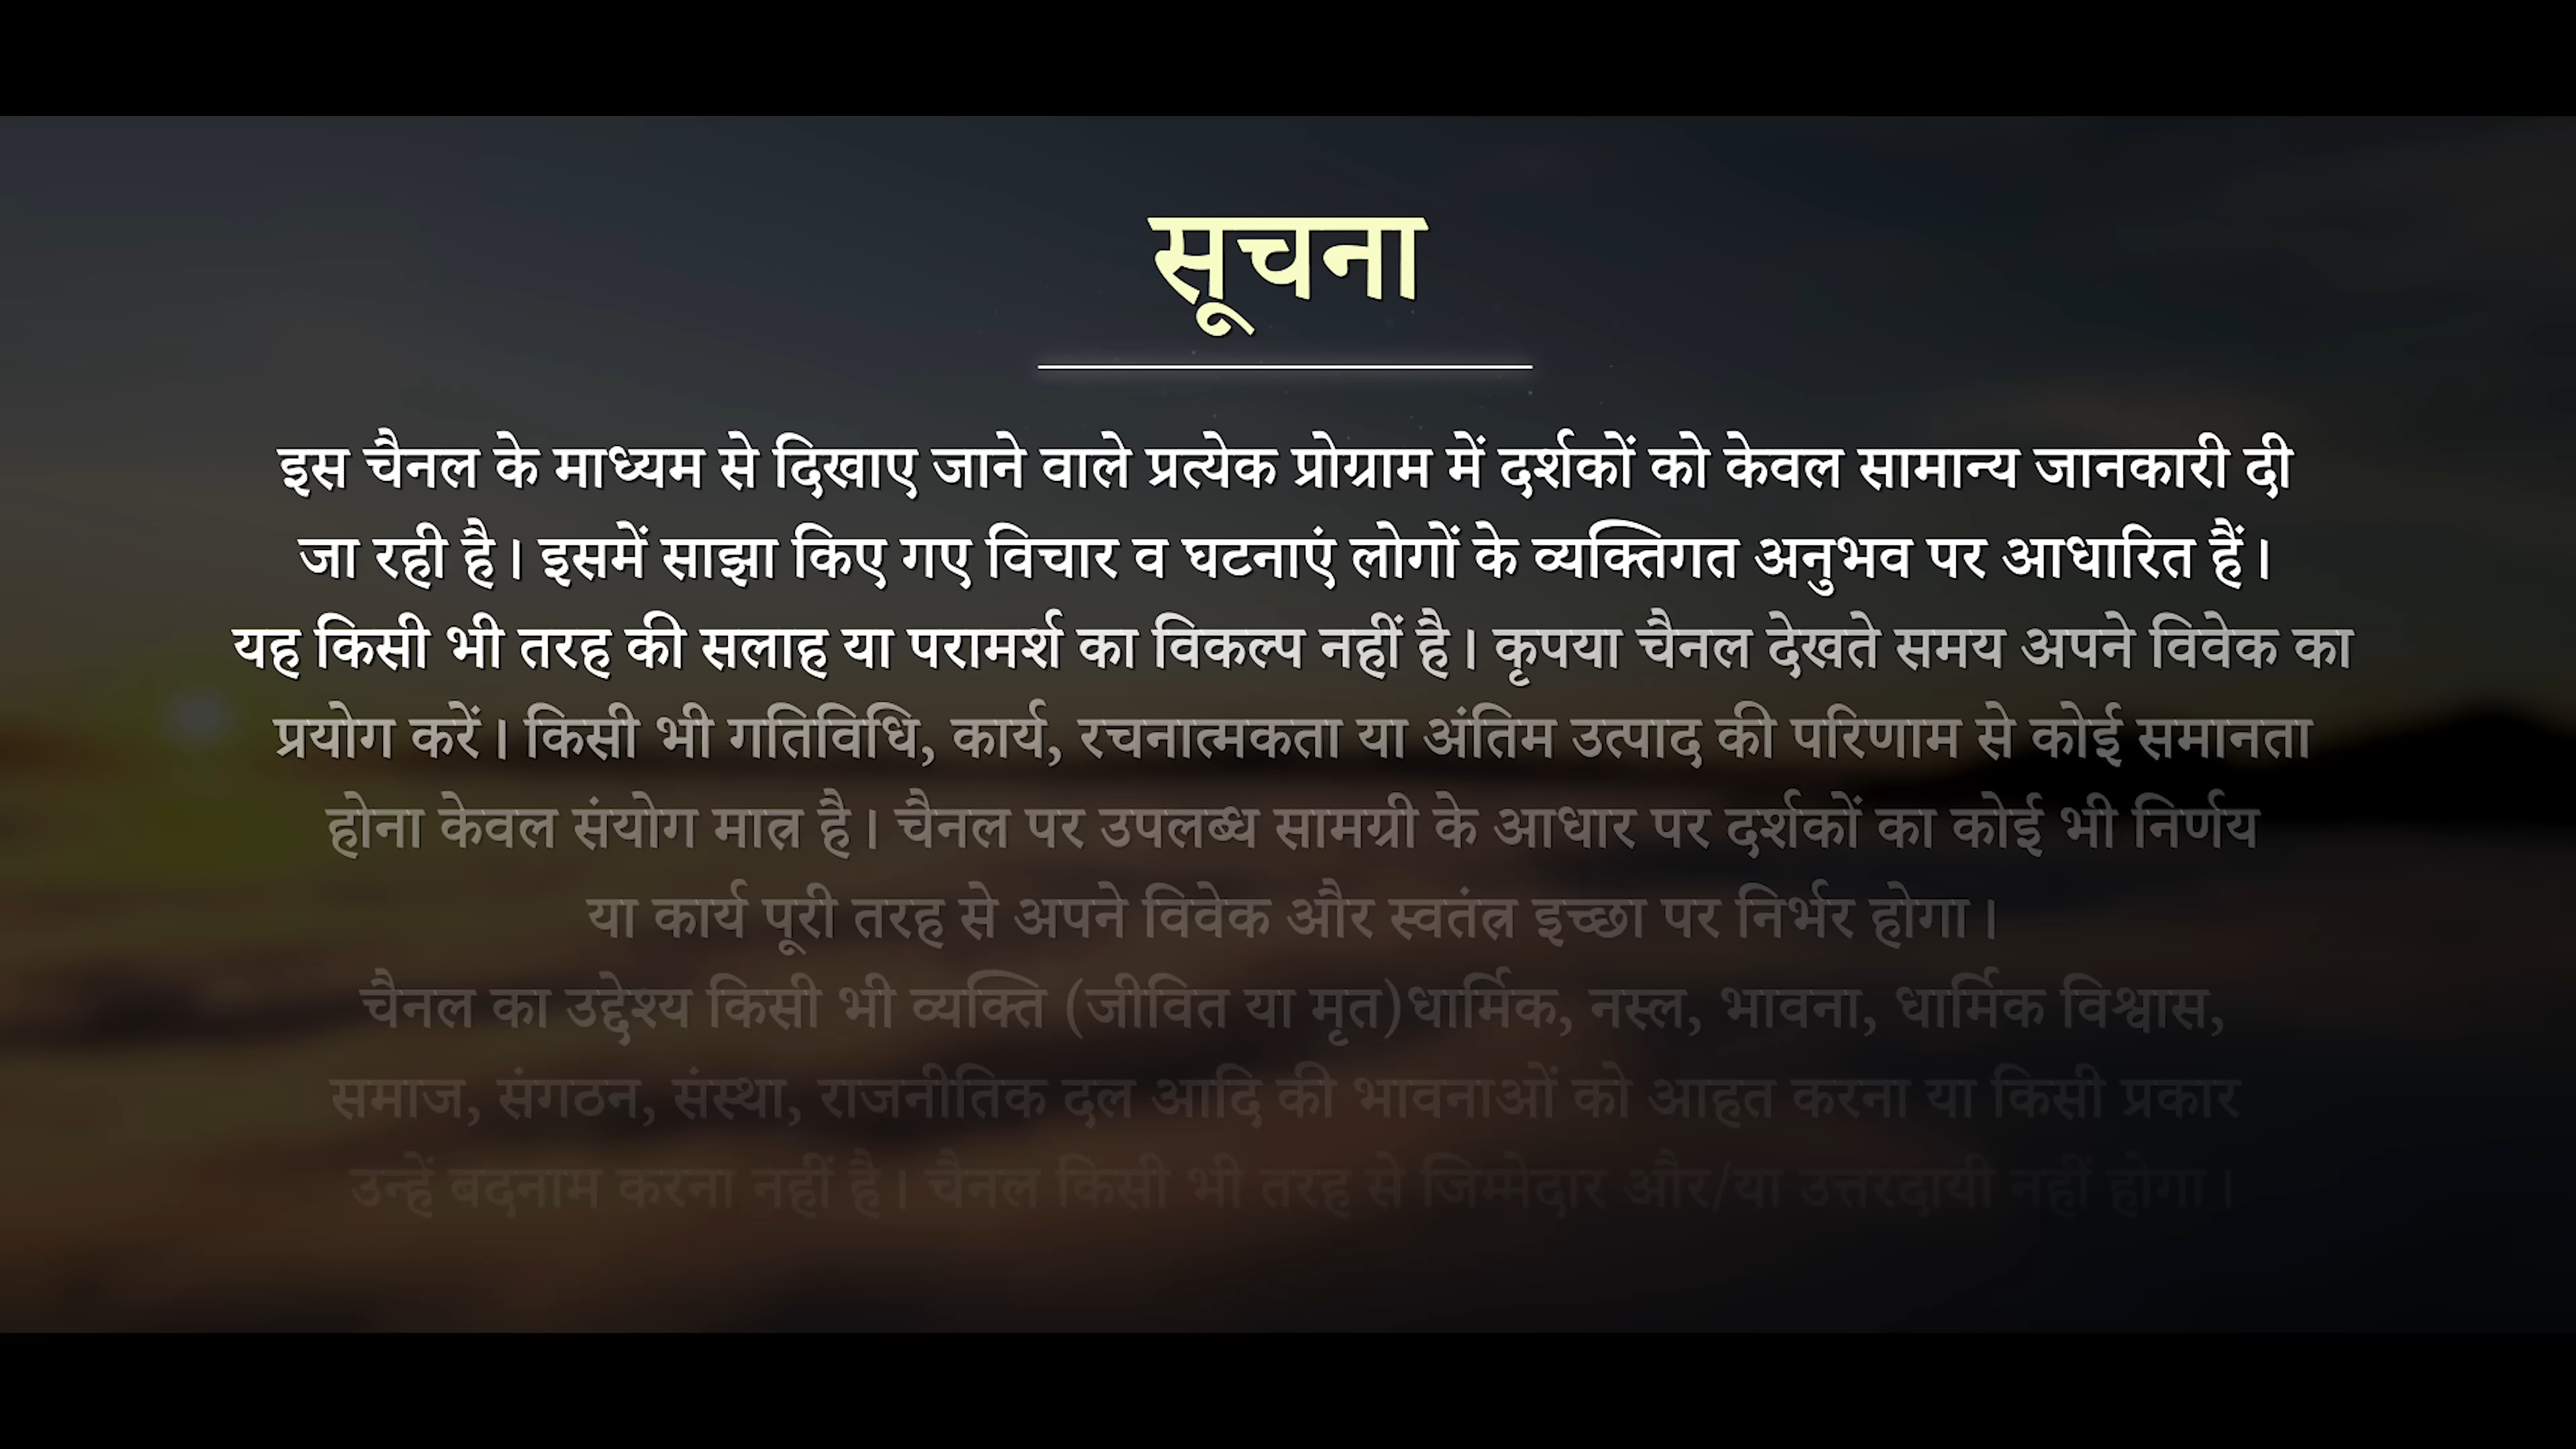 सूचना
इस चैनल के माध्यम से दिखाए जाने वाले प्रत्येक प्रोग्राम में दर्शकों को केवल सामान्य जानकारी दी
जा रही है। इसमें साझा किए गए विचार व घटनाएं लोगों के व्यक्तिगत अनुभव पर आधारित हैं।
यह किसी भी तरह की सलाह या परामर्श का विकल्प नहीं है। कृपया चैनल देखते समय अपने विवेक का
प्रयोग करें। किसी भी गतिविधि, कार्य, रचनात्मकता या अंतिम उत्पाद की परिणाम से कोई समानता
होना केवल संयोग मात्र है। चैनल पर उपलब्ध सामग्री के आधार पर दर्शकों का कोई भी निर्णय
या कार्य पूरी तरह से अपने विवेक और स्वतंत्र इच्छा पर निर्भर होगा।
चैनल का उद्देश्य किसी भी व्यक्ति (जीवित या मृत)धार्मिक, नस्ल, भावना, धार्मिक विश्वास,
समाज, संगठन, संस्था, राजनीतिक दल आदि की भावनाओं को आहत करना या किसी प्रकार
उन्हें बदनाम करना नहीं है। चैनल किसी भी तरह से जिम्मेदार और/या उत्तरदायी नहीं होगा।